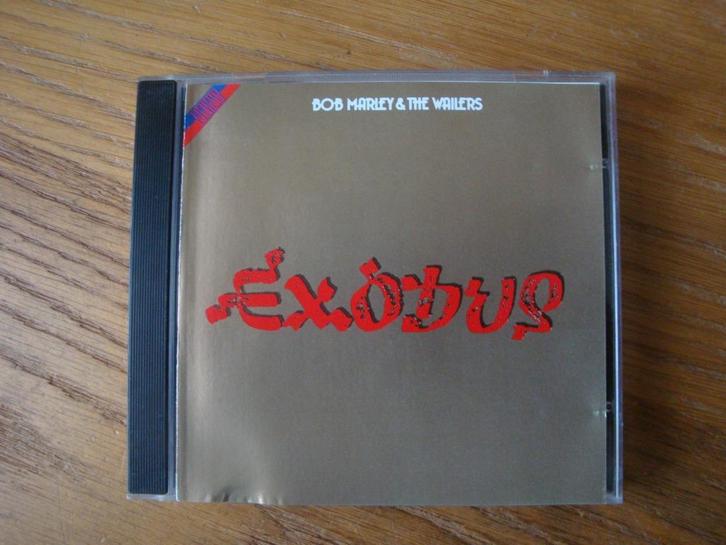 BOB MARLEY & THE WAILERS
EXODUS